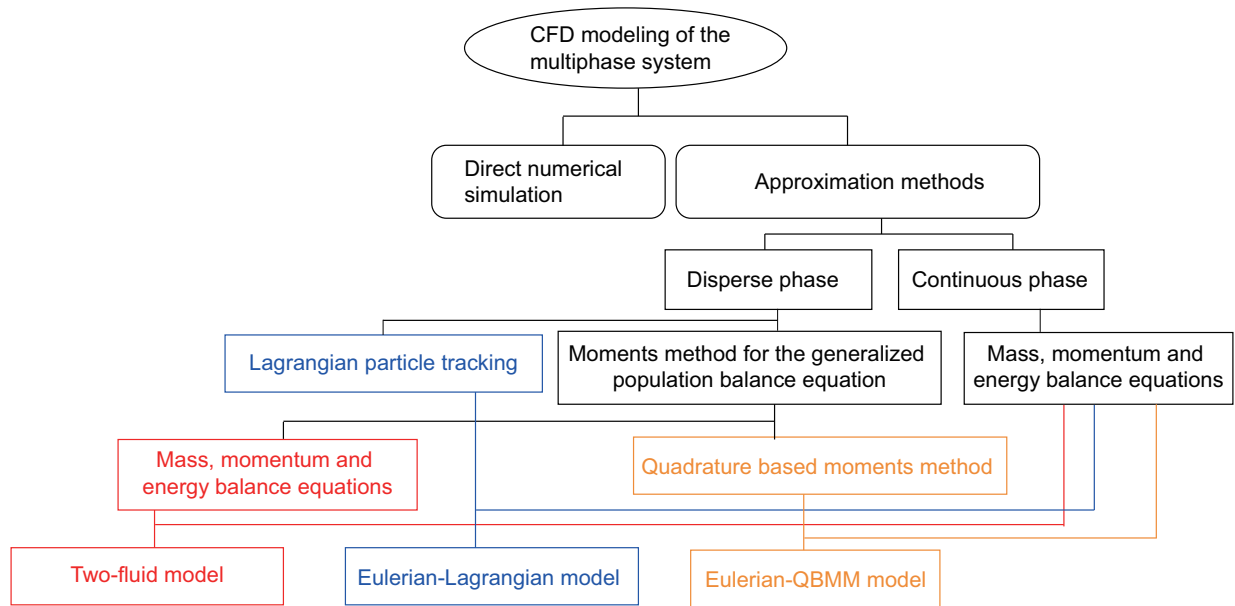 CFD modeling of the
multiphase system
Direct numerical
simulation
Approximation methods
Disperse phase
Continuous phase
Lagrangian particle tracking
Moments method for the generalized
population balance equation
Mass, momentum and
energy balance equations
Mass, momentum and
energy balance equations
Quadrature based moments method
Two-fluid model
Eulerian-Lagrangian model
Eulerian-QBMM model